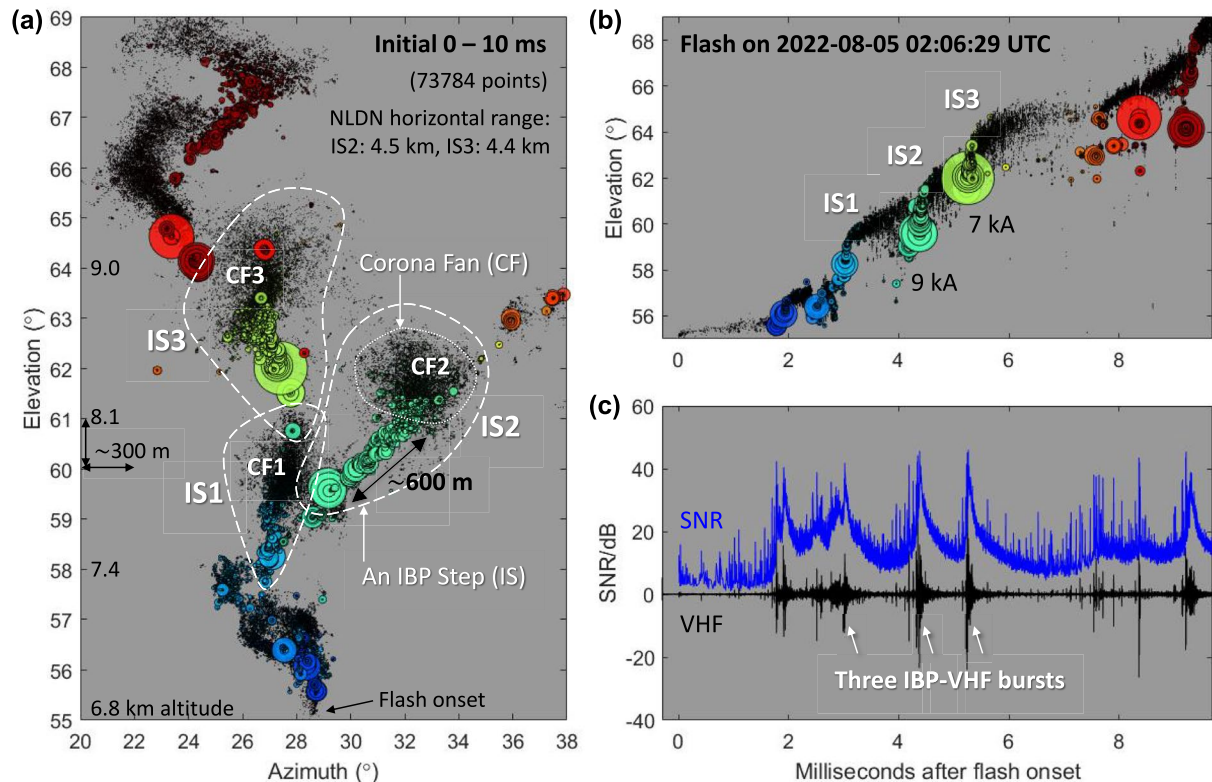 (a)
Initial 0 – 10 ms
(73784 points)
NLDN horizontal range:
IS2: 4.5 km, IS3: 4.4 km
69
68
67
66
65
64
63
62
61
60
59
58
57
56
55
9.0
8.1
7.4
~300 m
CF3
Corona Fan (CF)
IS3
CF2
IS2
CF1
IS1
~600 m
An IBP Step (IS)
Flash onset
6.8 km altitude
Elevation (°)
20 22 24 26 28 30 32 34 36 38
Azimuth (°)
(b)
Flash on 2022-08-05 02:06:29 UTC
68
66
64
62
60
58
56
Elevation (°)
IS3
IS2
IS1
7 kA
9 kA
0 2 4 6 8
(c)
60
40
20
0
-20
-40
SNR/dB
SNR
VHF
Three IBP-VHF bursts
0 2 4 6 8
Milliseconds after flash onset